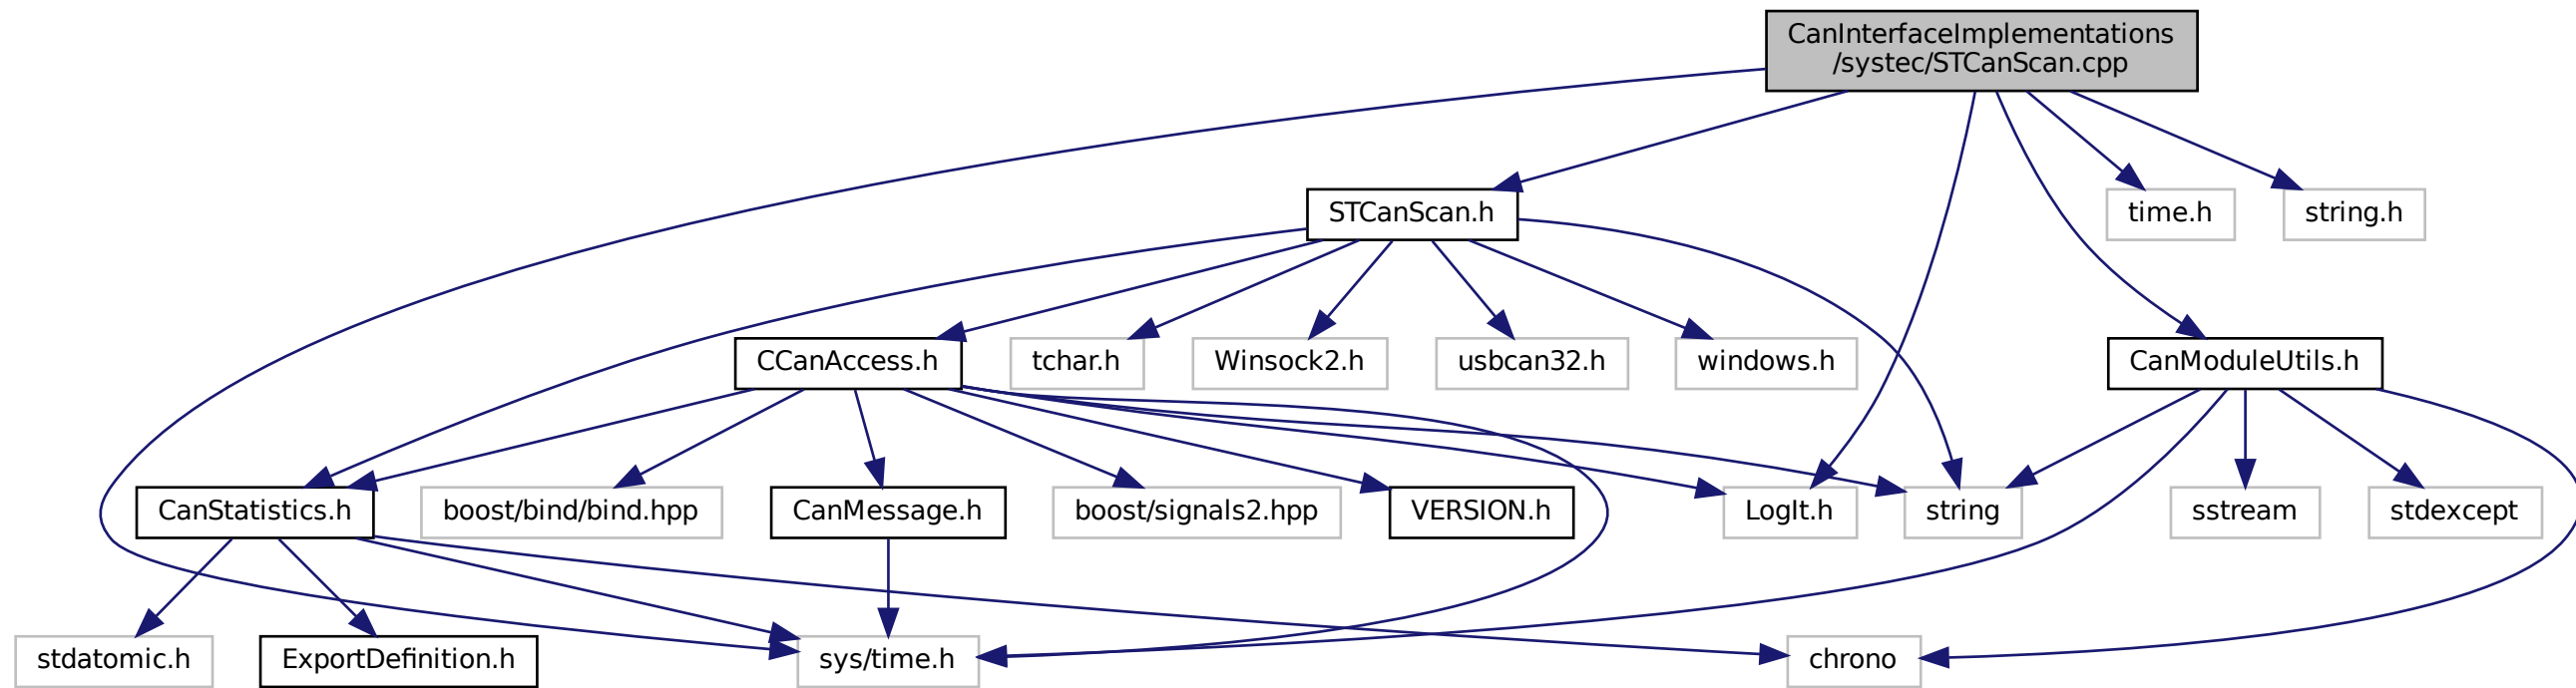 CanInterfaceImplementations
/systec/STCanScan.cpp
STCanScan.h
time.h
string.h
CCanAccess.h
tchar.h
Winsock2.h
usbcan32.h
windows.h
CanModuleUtils.h
CanStatistics.h
boost/bind/bind.hpp
CanMessage.h
boost/signals2.hpp
VERSION.h
LogIt.h
string
sstream
stdexcept
stdatomic.h
ExportDefinition.h
sys/time.h
chrono